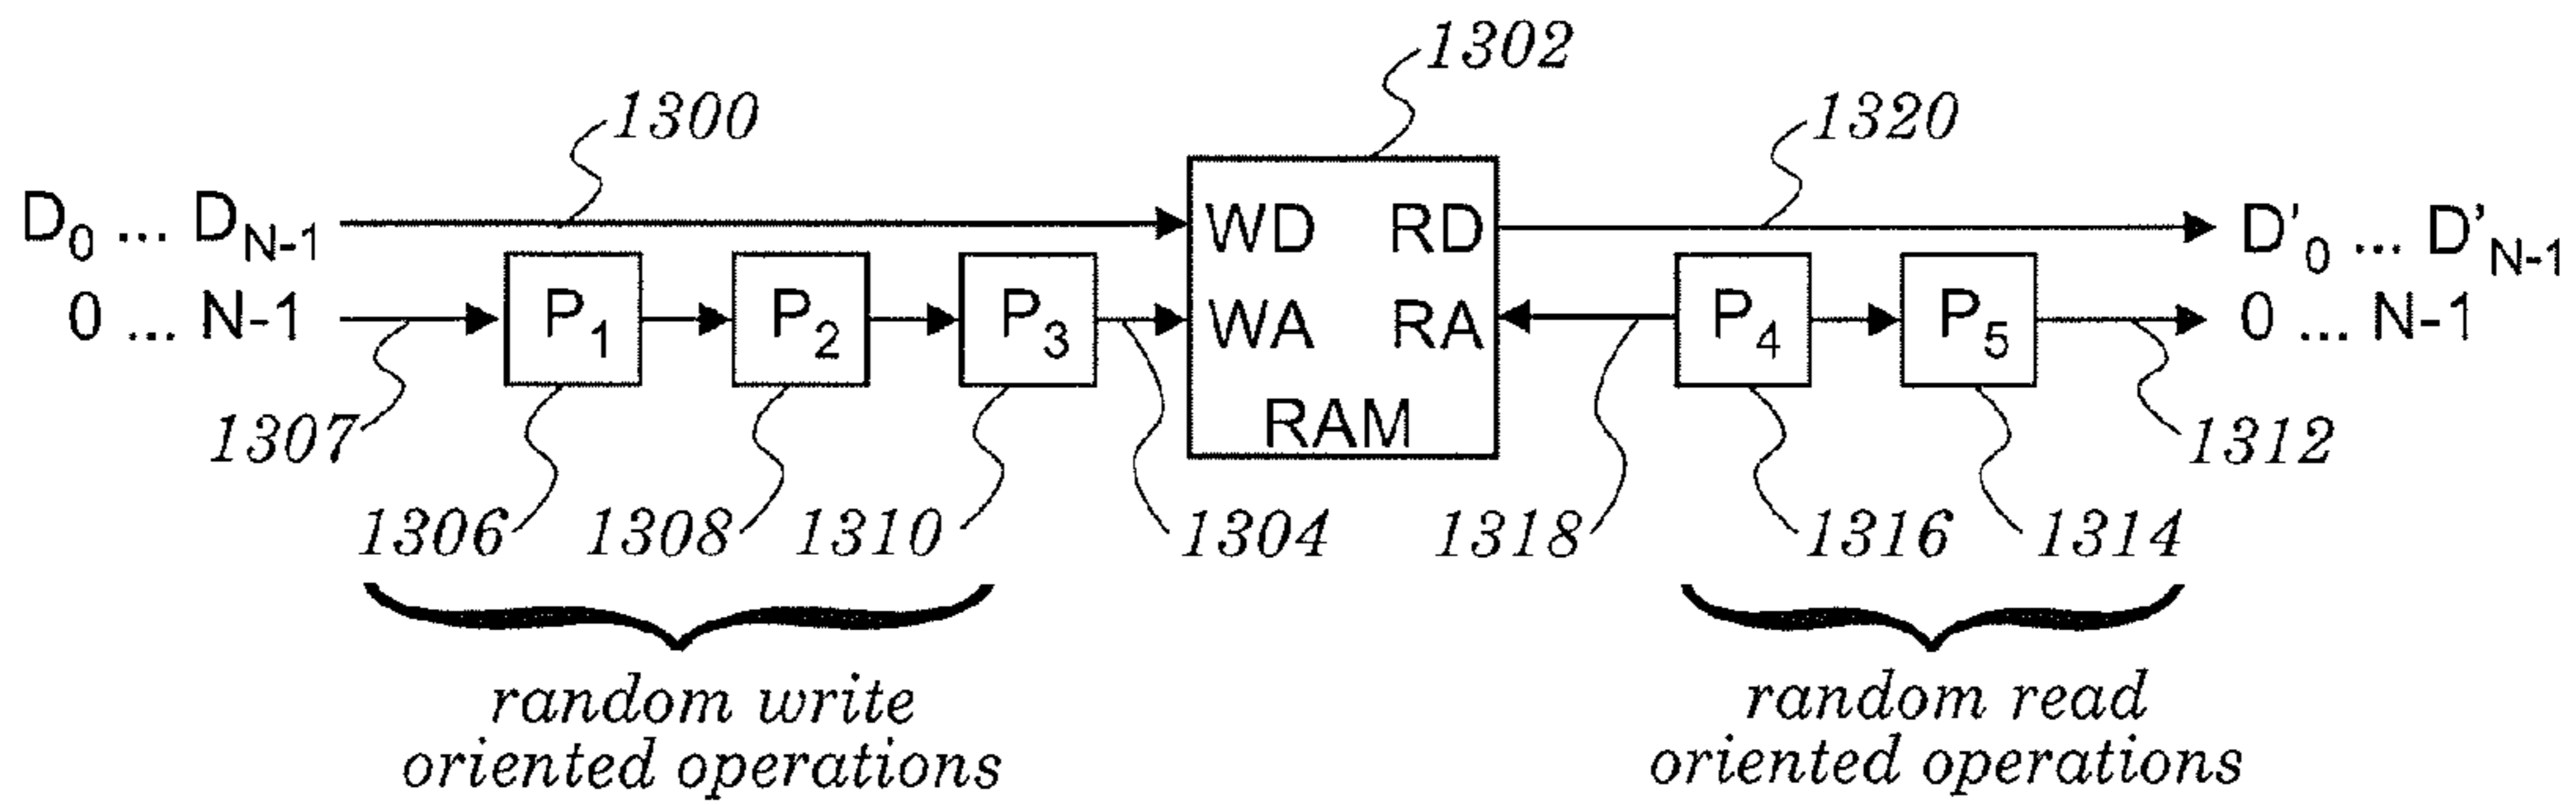 1302
1300
1320
D0 ... DN-1
WD RD
D'0 ... D'N-1
0 ... N-1
P1
P2
P3
WA RA
P4
P5
0 ... N-1
RAM
1307
1312
1306
1308
1310
1304
1318
1316
1314
random write
oriented operations
random read
oriented operations